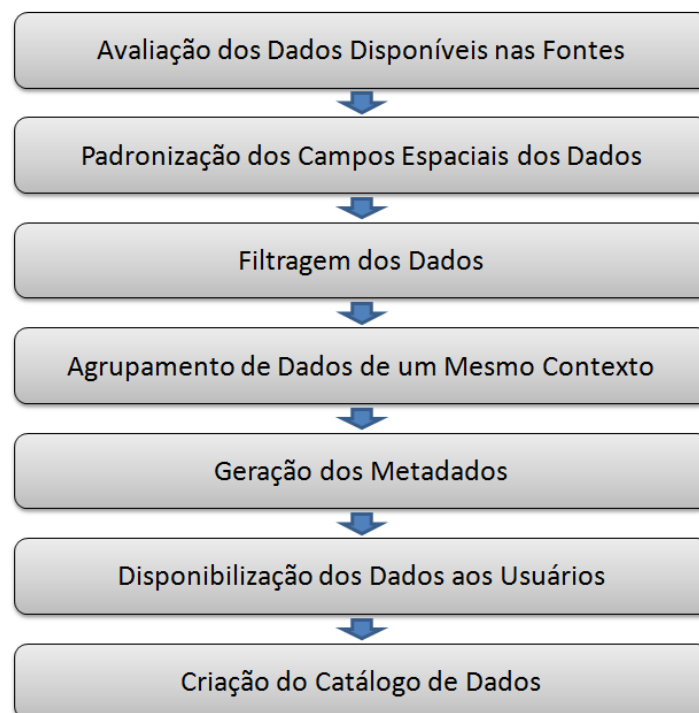 Avaliação dos Dados Disponíveis nas Fontes
Padronização dos Campos Espaciais dos Dados
Filtragem dos Dados
Agrupamento de Dados de um Mesmo Contexto
Geração dos Metadados
Disponibilização dos Dados aos Usuários
Criação do Catálogo de Dados